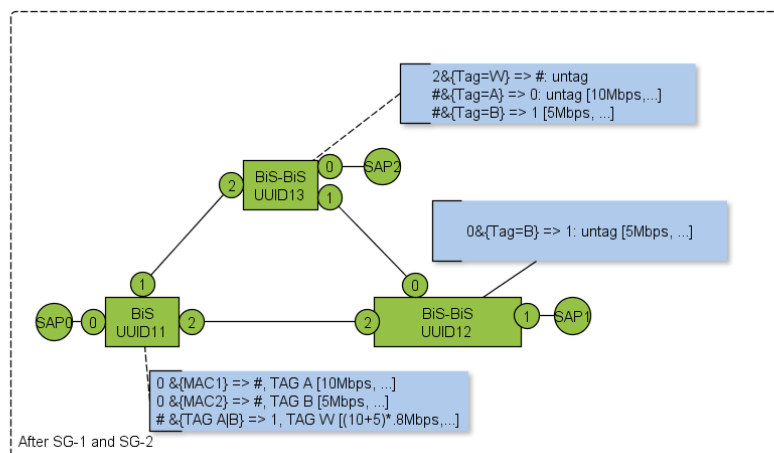 2&{Tag=W} => #: untag
#&{Tag=A} => 0: untag [10Mbps,...]
#&{Tag=B} => 1 [5Mbps, ...]
BiS-BiS
UUID13
0
SAP2
2
1
0&{Tag=B} => 1: untag [5Mbps, ...]
1
0
SAP0
0
BiS
UUID11
2
2
BiS-BiS
UUID12
1
SAP1
0 &{MAC1} => #, TAG A [10Mbps, ...]
0 &{MAC2} => #, TAG B [5Mbps, ...]
# &{TAG A|B} => 1, TAG W [(10+5)*.8Mbps,...]
After SG-1 and SG-2